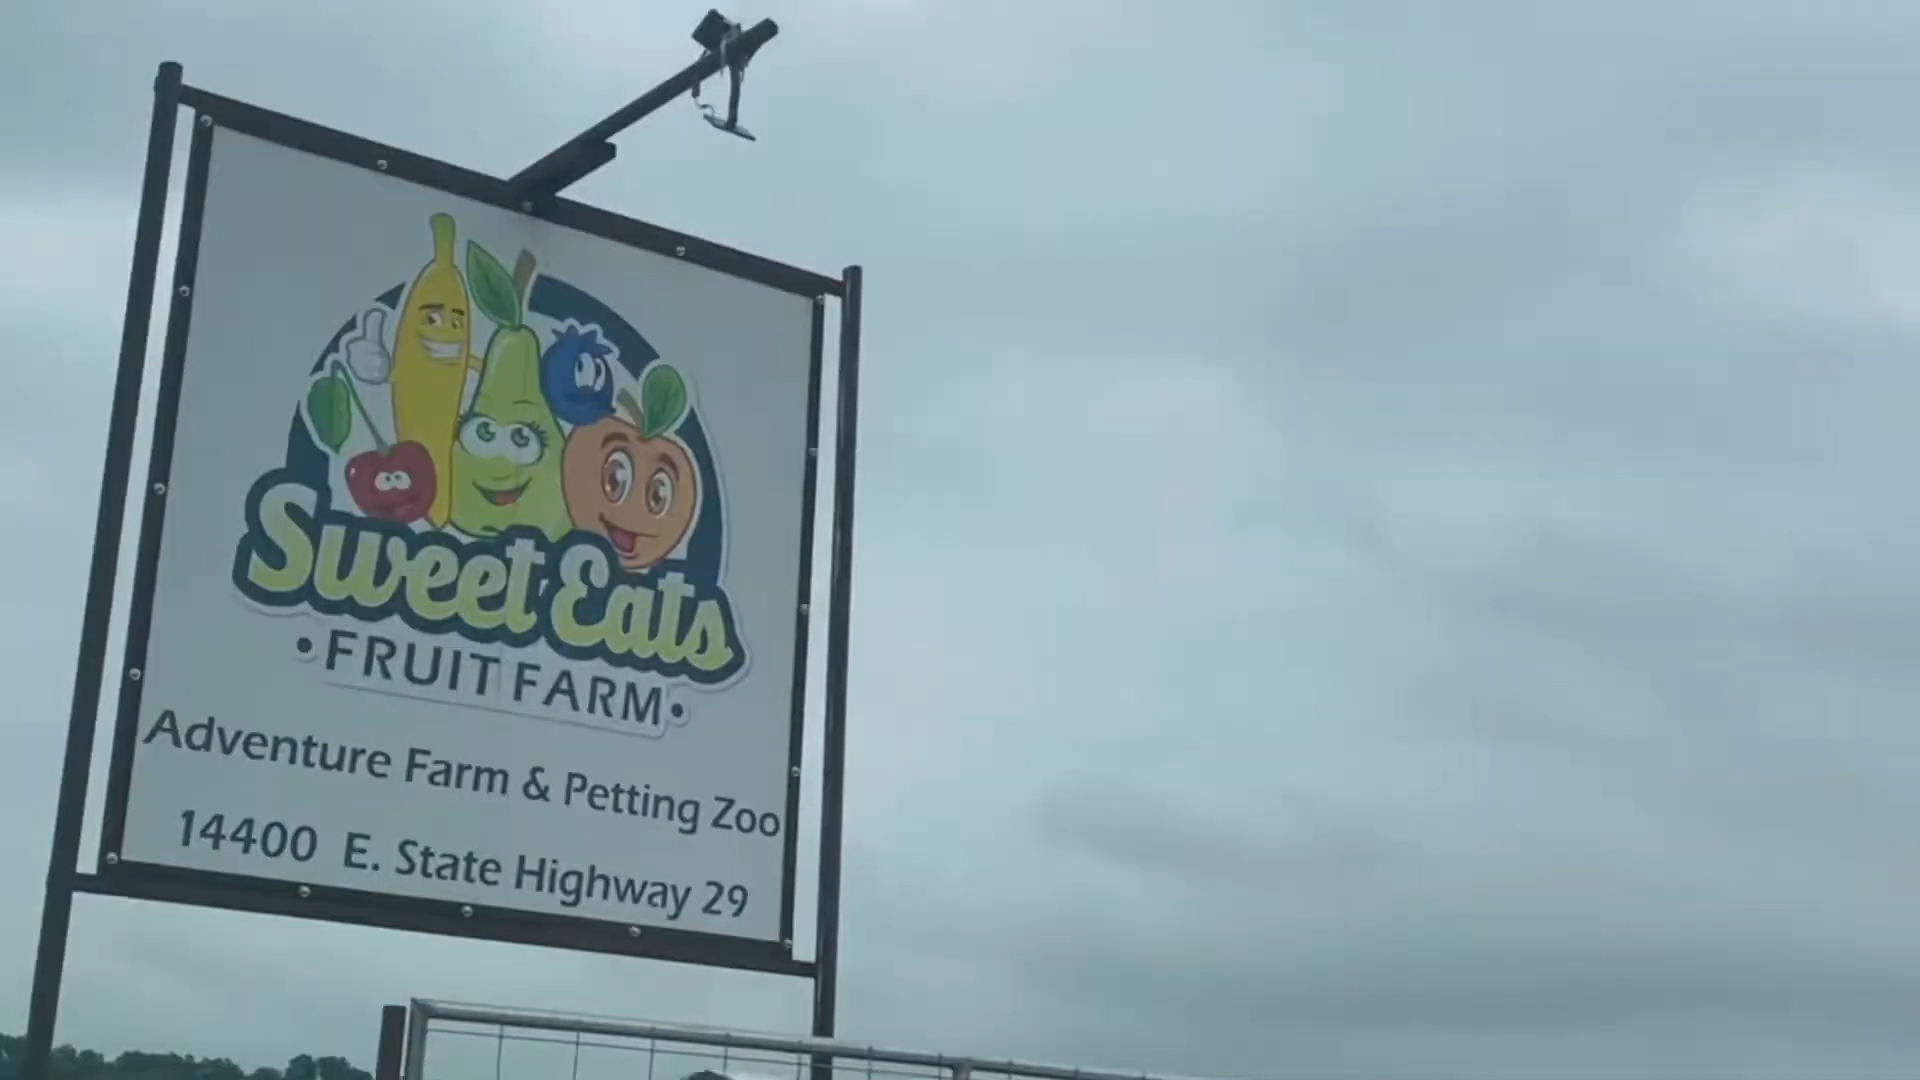 Sweet Eats
• FRUIT FARM •
Adventure Farm & Petting Zoo
14400 E. State Highway 29